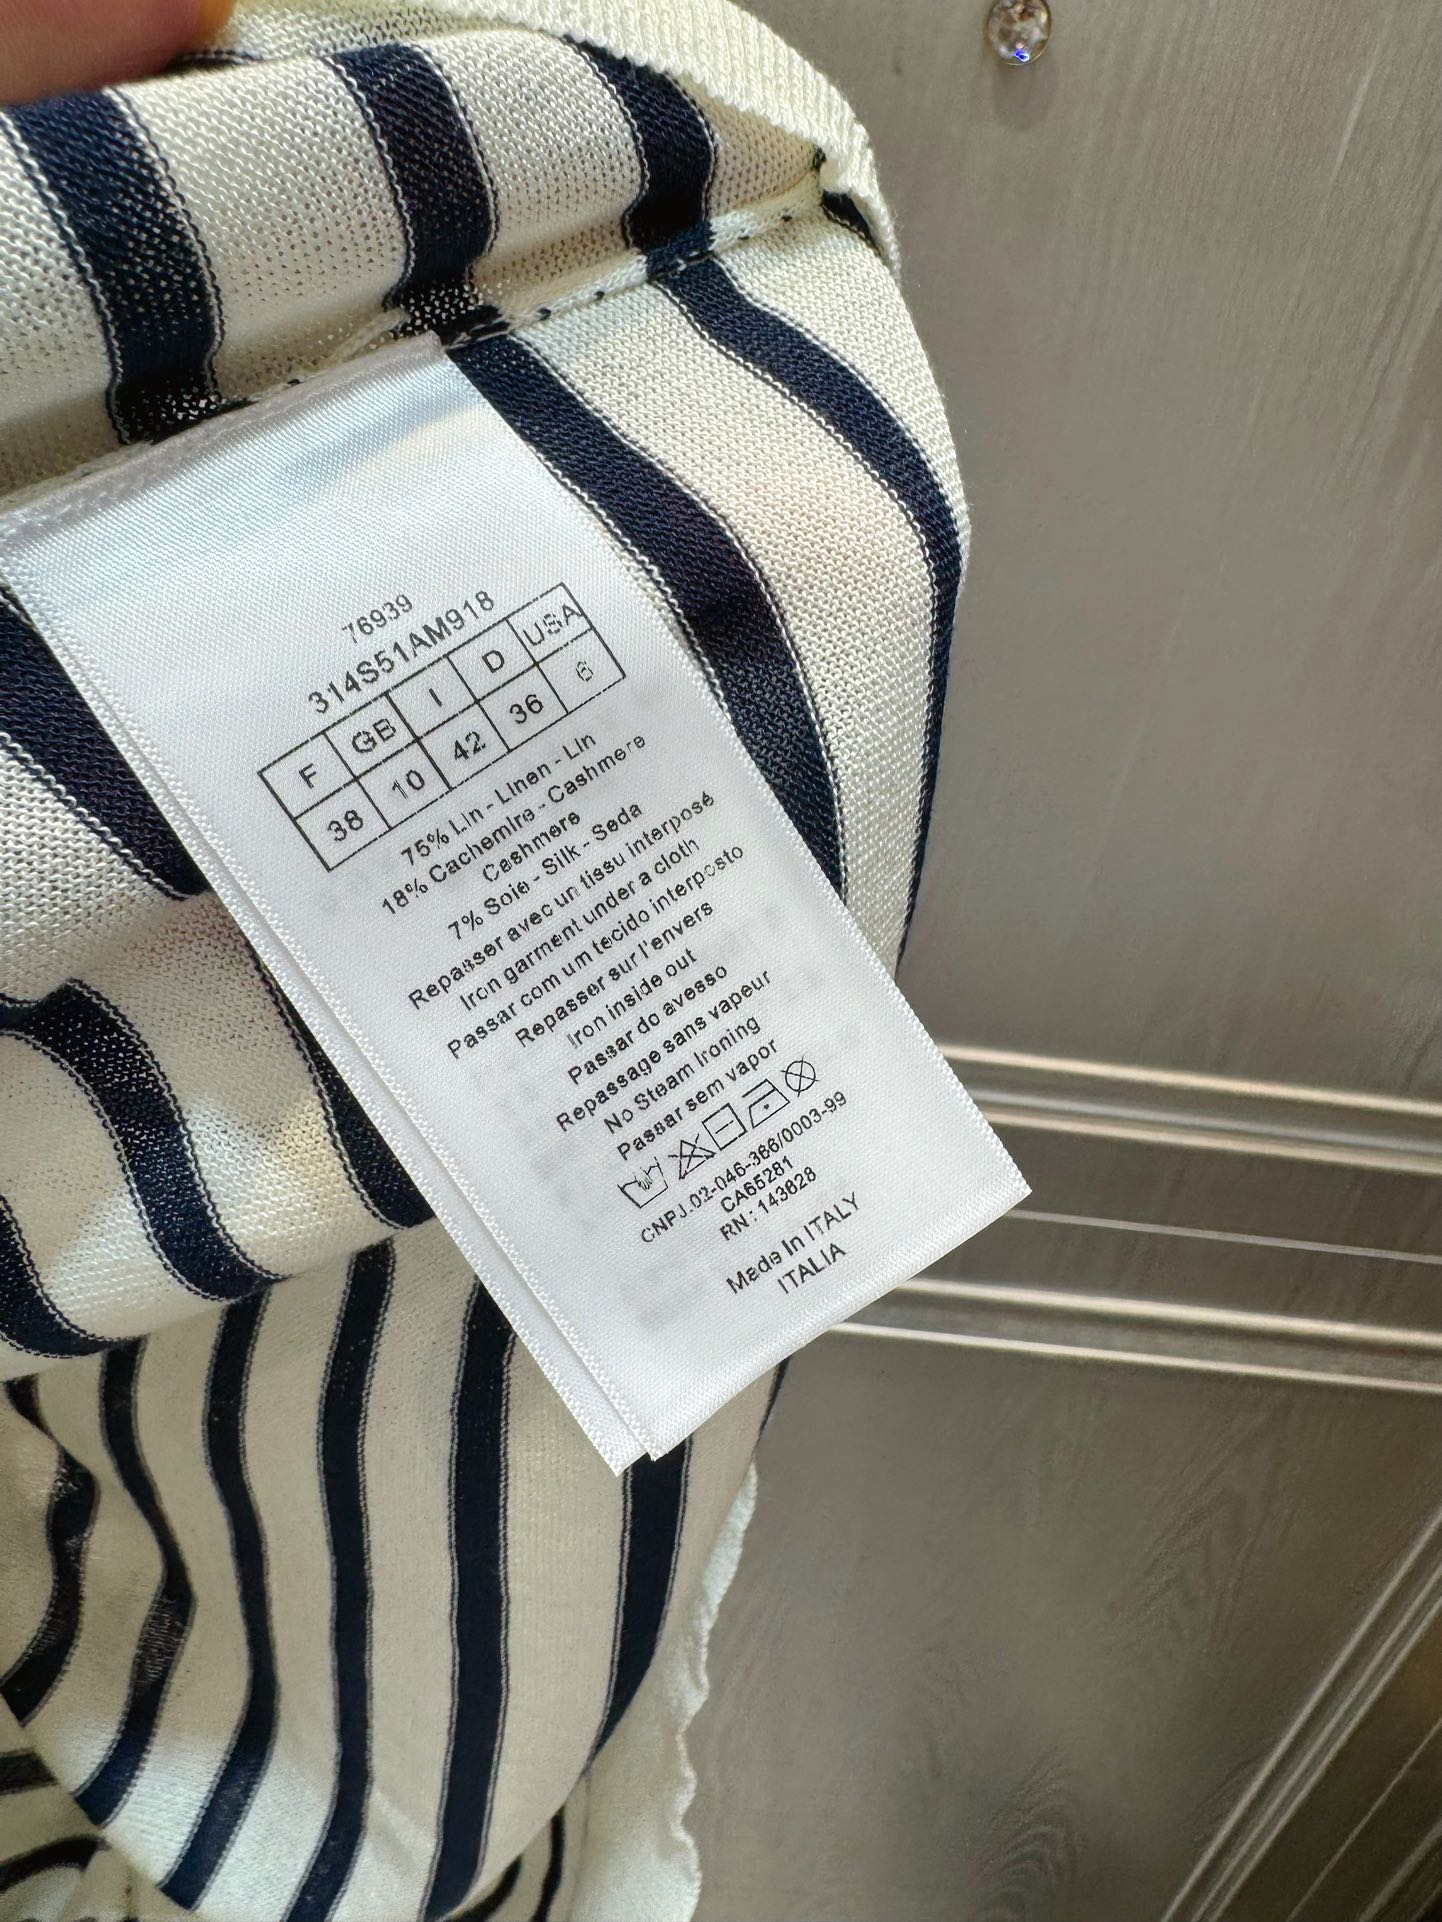 76939
314S51AM918
F GB I D USA
38 10 42 36 6
75% Lin - Linen - Lin
18% Cachemire - Cashmere
Cashmere
7% Soie - Silk - Seda
Repasser avec un tissu interposé
Iron garment under a cloth
Passar com um tecido interposto
Repasser sur l'envers
Iron inside out
Passar do avesso
Repassage sans vapeur
No Steam Ironing
Passar sem vapor
CNPJ.02-046-366/0003-99
CA65281
RN: 143628
Made In ITALY
ITALIA